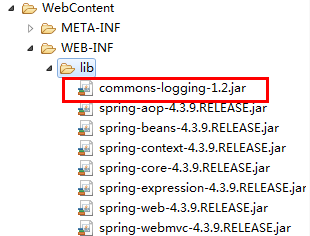 WebContent
META-INF
WEB-INF
lib
commons-logging-1.2.jar
spring-aop-4.3.9.RELEASE.jar
spring-beans-4.3.9.RELEASE.jar
spring-context-4.3.9.RELEASE.jar
spring-core-4.3.9.RELEASE.jar
spring-expression-4.3.9.RELEASE.jar
spring-web-4.3.9.RELEASE.jar
spring-webmvc-4.3.9.RELEASE.jar